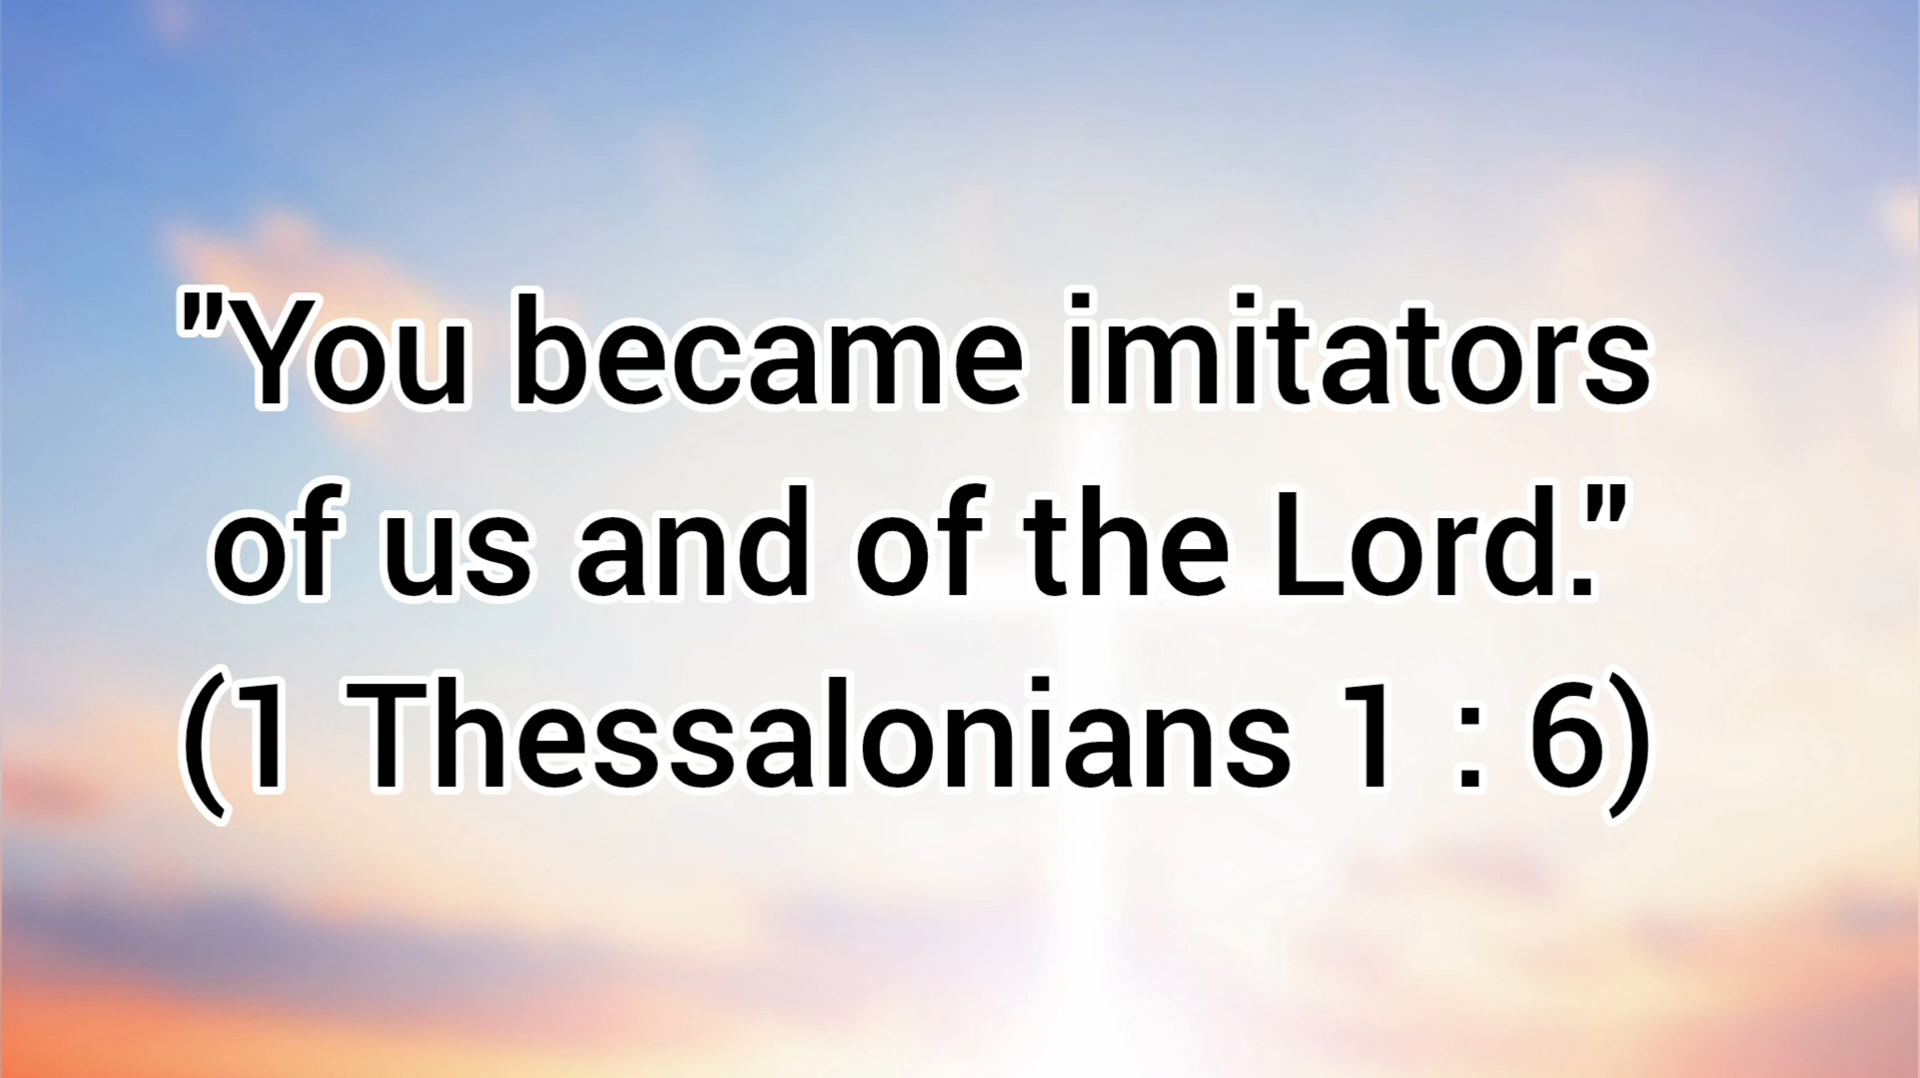 "You became imitators
of us and of the Lord."
(1 Thessalonians 1 : 6)